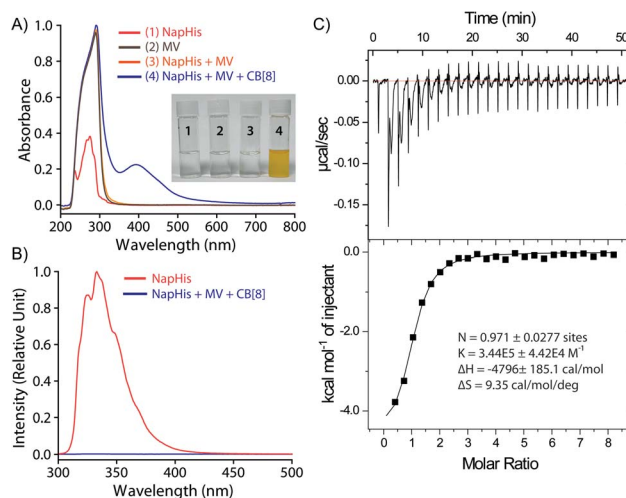 A)
(1) NapHis
(2) MV
(3) NapHis + MV
(4) NapHis + MV + CB[8]
1 2 3 4
Absorbance
1.0
0.8
0.6
0.4
0.2
0.0
200 300 400 500 600 700 800
Wavelength (nm)
B)
NapHis
NapHis + MV + CB[8]
Intensity (Relative Unit)
1.0
0.8
0.6
0.4
0.2
0.0
300 350 400 450 500
Wavelength (nm)
C)
Time (min)
0 10 20 30 40 50
µcal/sec
0.00
-0.05
-0.10
-0.15
kcal mol⁻¹ of injectant
0.0
-2.0
-4.0
N = 0.971 ± 0.0277 sites
K = 3.44E5 ± 4.42E4 M⁻¹
ΔH = -4796± 185.1 cal/mol
ΔS = 9.35 cal/mol/deg
0 1 2 3 4 5 6 7 8
Molar Ratio